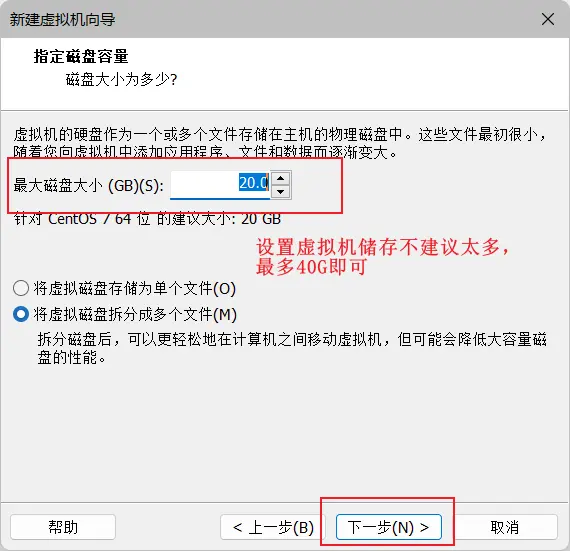 新建虚拟机向导
指定磁盘容量
磁盘大小为多少?
虚拟机的硬盘作为一个或多个文件存储在主机的物理磁盘中。这些文件最初很小，
随着您向虚拟机中添加应用程序、文件和数据而逐渐变大。
最大磁盘大小 (GB)(S): 20.0
针对 CentOS 7 64 位 的建议大小: 20 GB
设置虚拟机储存不建议太多，
最多40G即可
将虚拟磁盘存储为单个文件(O)
将虚拟磁盘拆分成多个文件(M)
拆分磁盘后，可以更轻松地在计算机之间移动虚拟机，但可能会降低大容量磁
盘的性能。
帮助 < 上一步(B) 下一步(N) > 取消